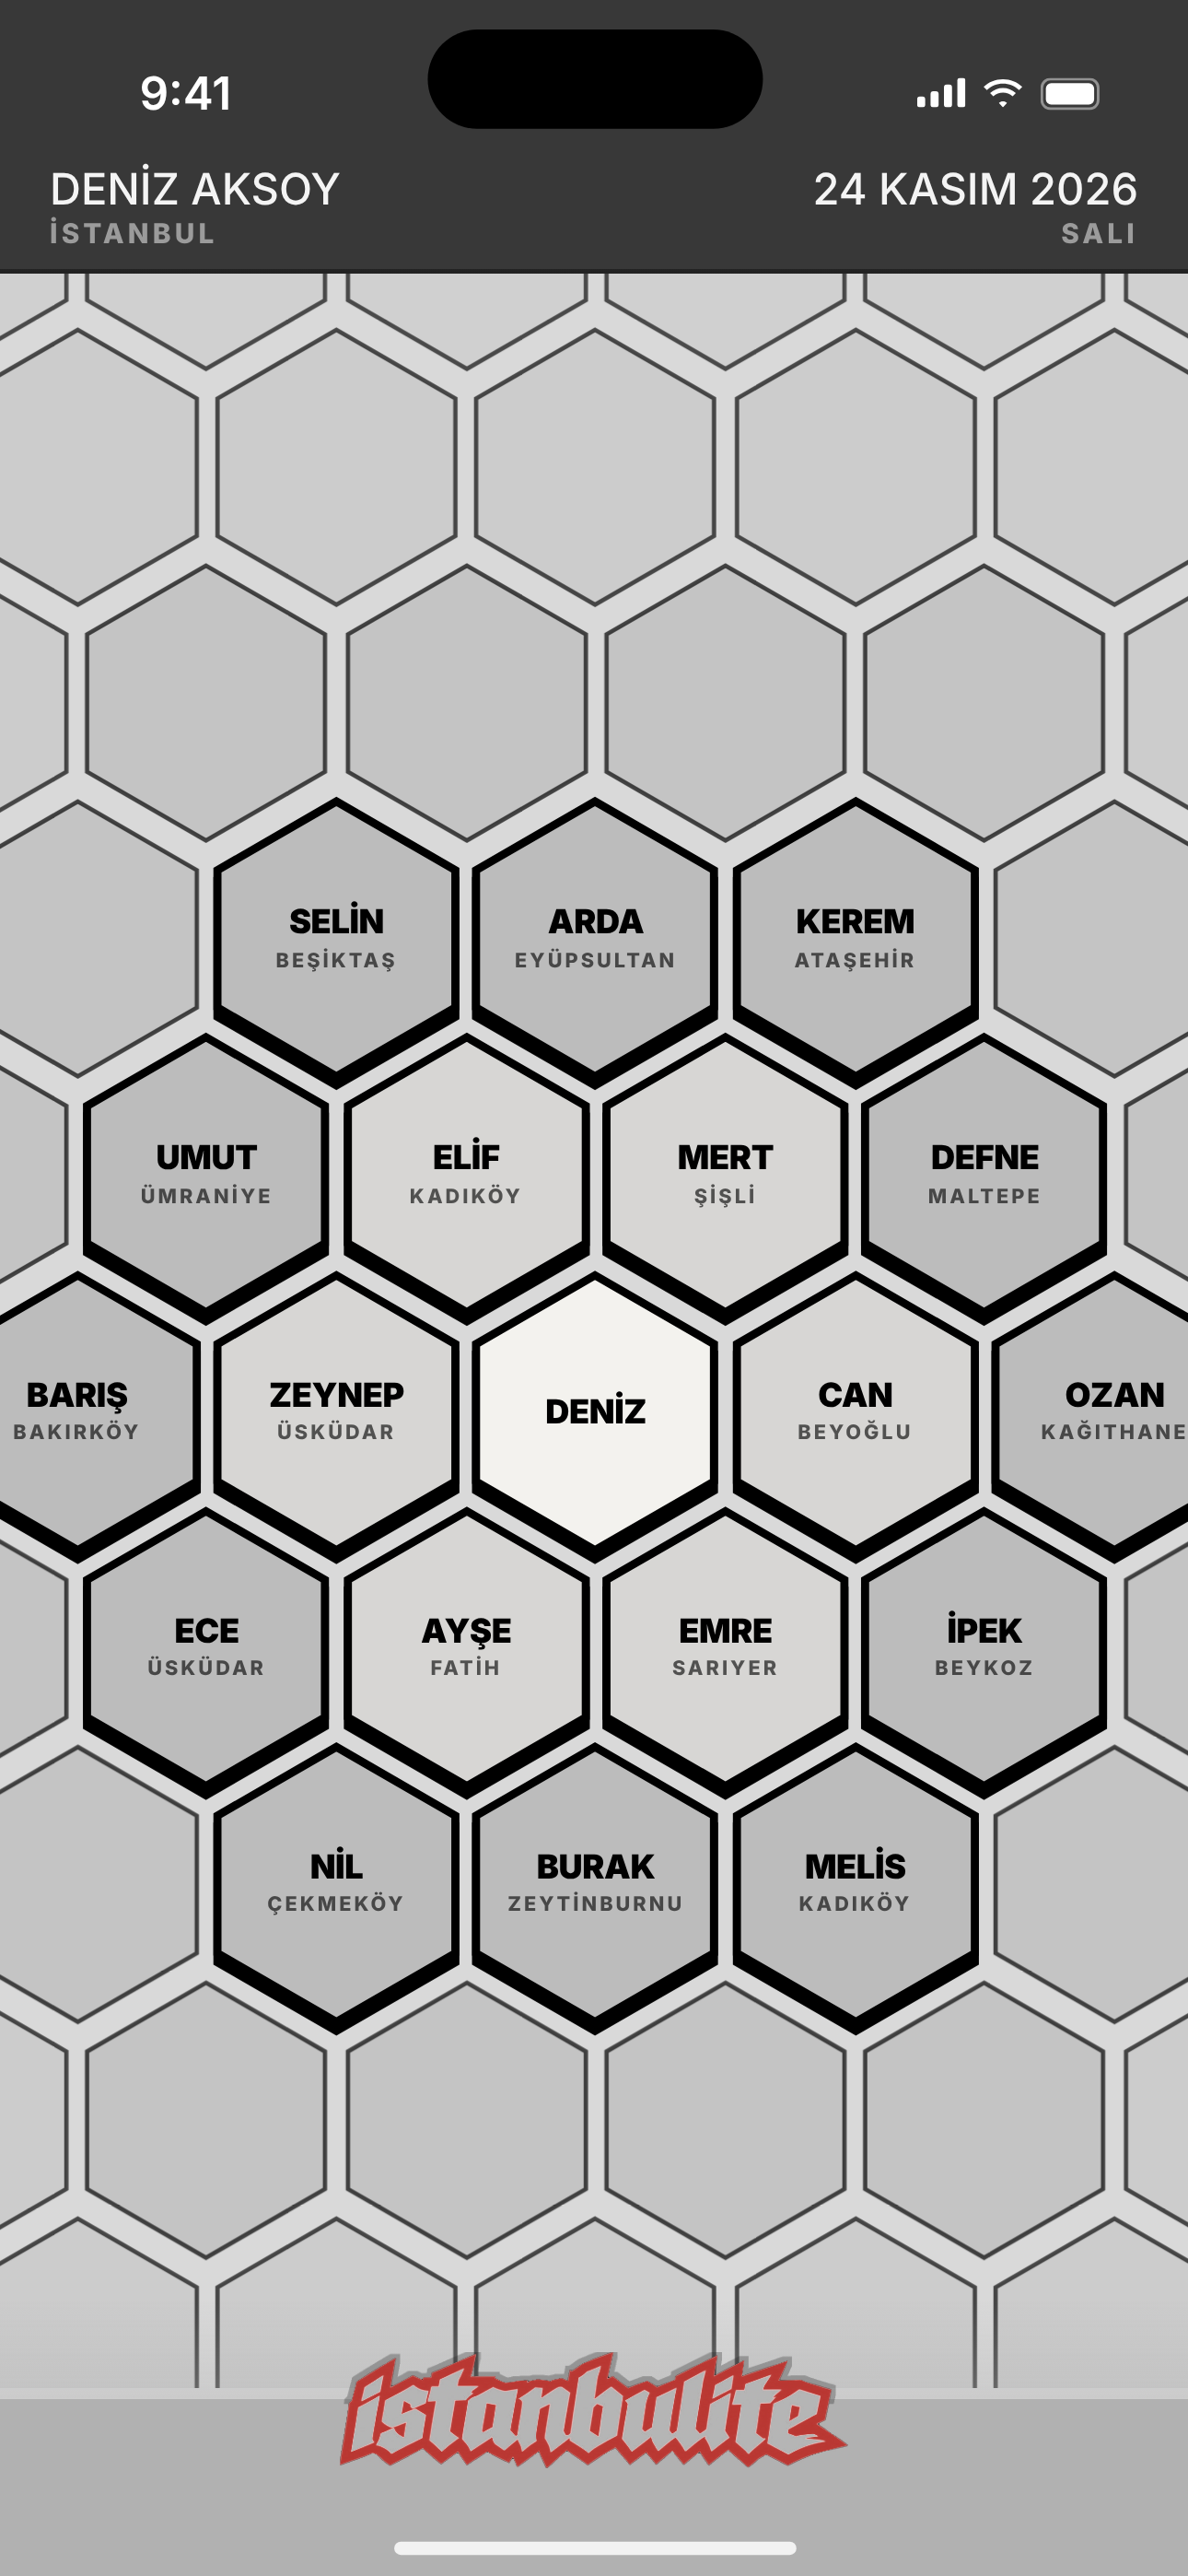 9:41
DENİZ AKSOY
İSTANBUL
24 KASIM 2026
SALI
SELİN
BEŞİKTAŞ
ARDA
EYÜPSULTAN
KEREM
ATAŞEHİR
UMUT
ÜMRANİYE
ELİF
KADIKÖY
MERT
ŞİŞLİ
DEFNE
MALTEPE
BARIŞ
BAKIRKÖY
ZEYNEP
ÜSKÜDAR
DENİZ
CAN
BEYOĞLU
OZAN
KAĞITHANE
ECE
ÜSKÜDAR
AYŞE
FATİH
EMRE
SARIYER
İPEK
BEYKOZ
NİL
ÇEKMEKÖY
BURAK
ZEYTİNBURNU
MELİS
KADIKÖY
istanbulite